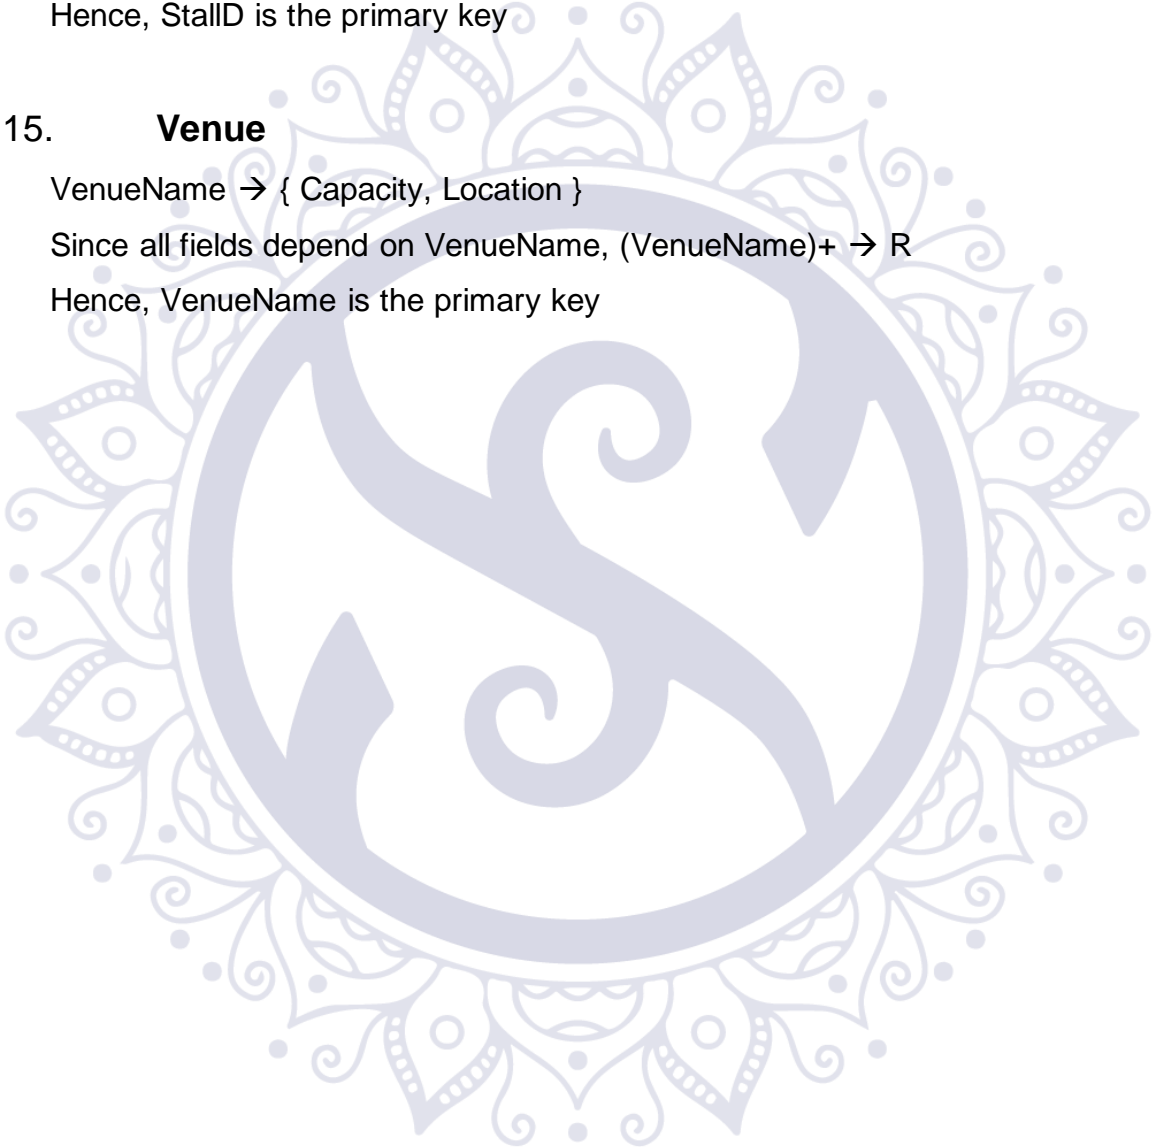 Hence, StallD is the primary key
15. Venue
VenueName → { Capacity, Location }
Since all fields depend on VenueName, (VenueName)+ → R
Hence, VenueName is the primary key